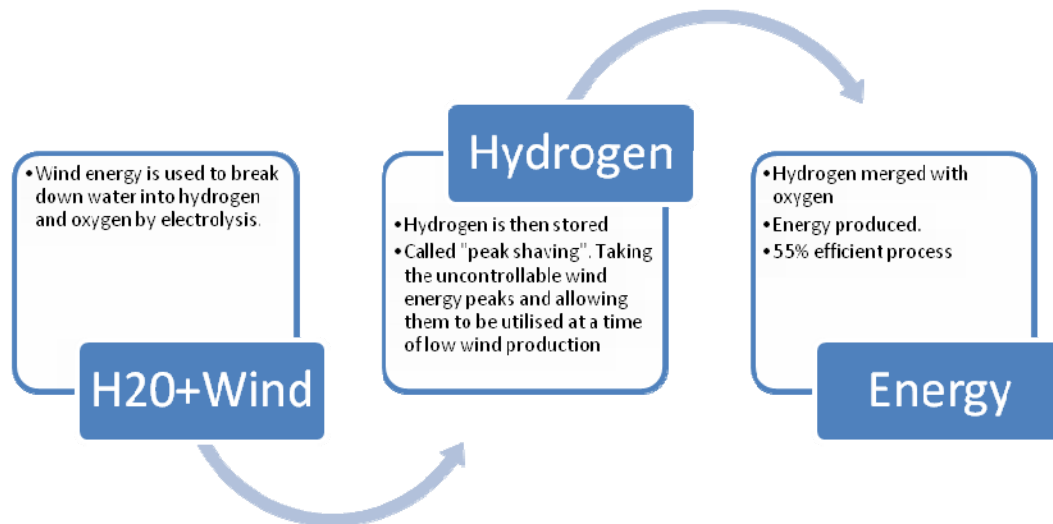 •Wind energy is used to break
down water into hydrogen
and oxygen by electrolysis.
H20+Wind
Hydrogen
•Hydrogen is then stored
•Called "peak shaving". Taking
the uncontrollable wind
energy peaks and allowing
them to be utilised at a time
of low wind production
•Hydrogen merged with
oxygen
•Energy produced.
•55% efficient process
Energy